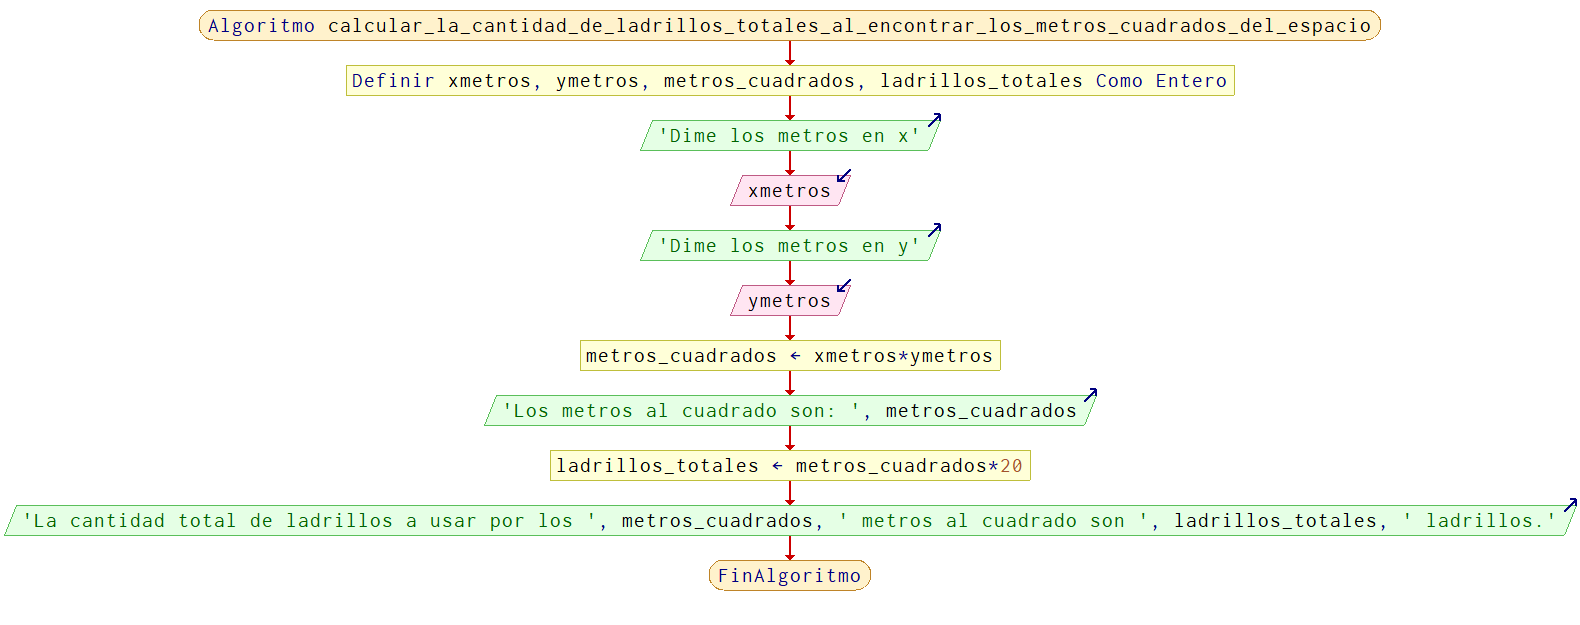 Algoritmo calcular_la_cantidad_de_ladrillos_totales_al_encontrar_los_metros_cuadrados_del_espacio
Definir xmetros, ymetros, metros_cuadrados, ladrillos_totales Como Entero
'Dime los metros en x'
xmetros
'Dime los metros en y'
ymetros
metros_cuadrados ← xmetros*ymetros
'Los metros al cuadrado son: ', metros_cuadrados
ladrillos_totales ← metros_cuadrados*20
'La cantidad total de ladrillos a usar por los ', metros_cuadrados, ' metros al cuadrado son ', ladrillos_totales, ' ladrillos.'
FinAlgoritmo